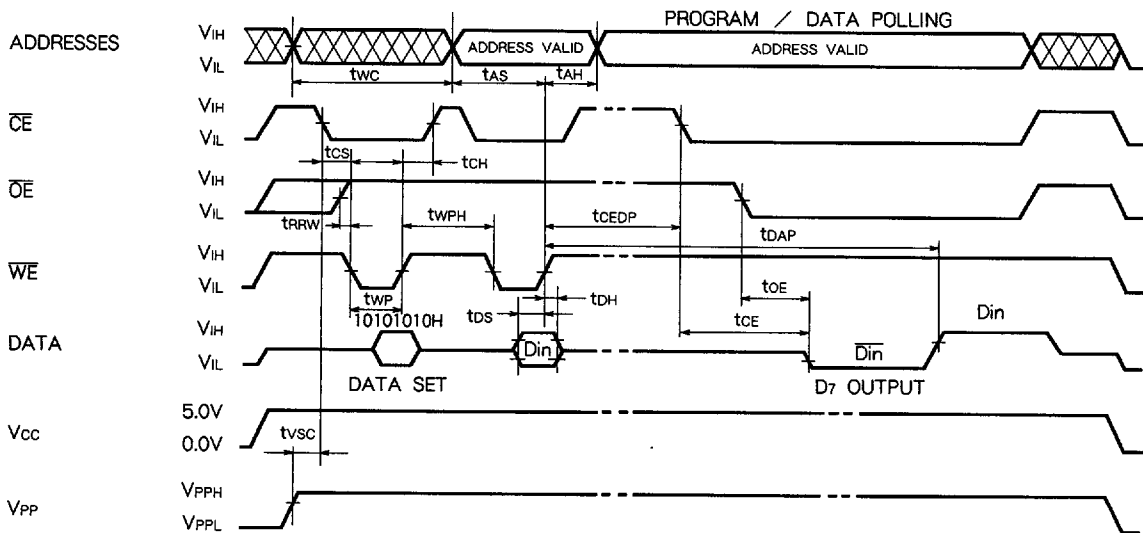 PROGRAM / DATA POLLING
ADDRESSES
VIH
VIL
ADDRESS VALID
ADDRESS VALID
tWC
tAS
tAH
CE
VIH
VIL
tCS
tCH
OE
VIH
VIL
tRRW
tWPH
tCEDP
tDAP
WE
VIH
VIL
tWP
tDS
tDH
tOE
tCE
10101010H
DATA
VIH
VIL
Din
Din
Din
DATA SET
D7 OUTPUT
VCC
5.0V
0.0V
tVSC
VPP
VPPH
VPPL